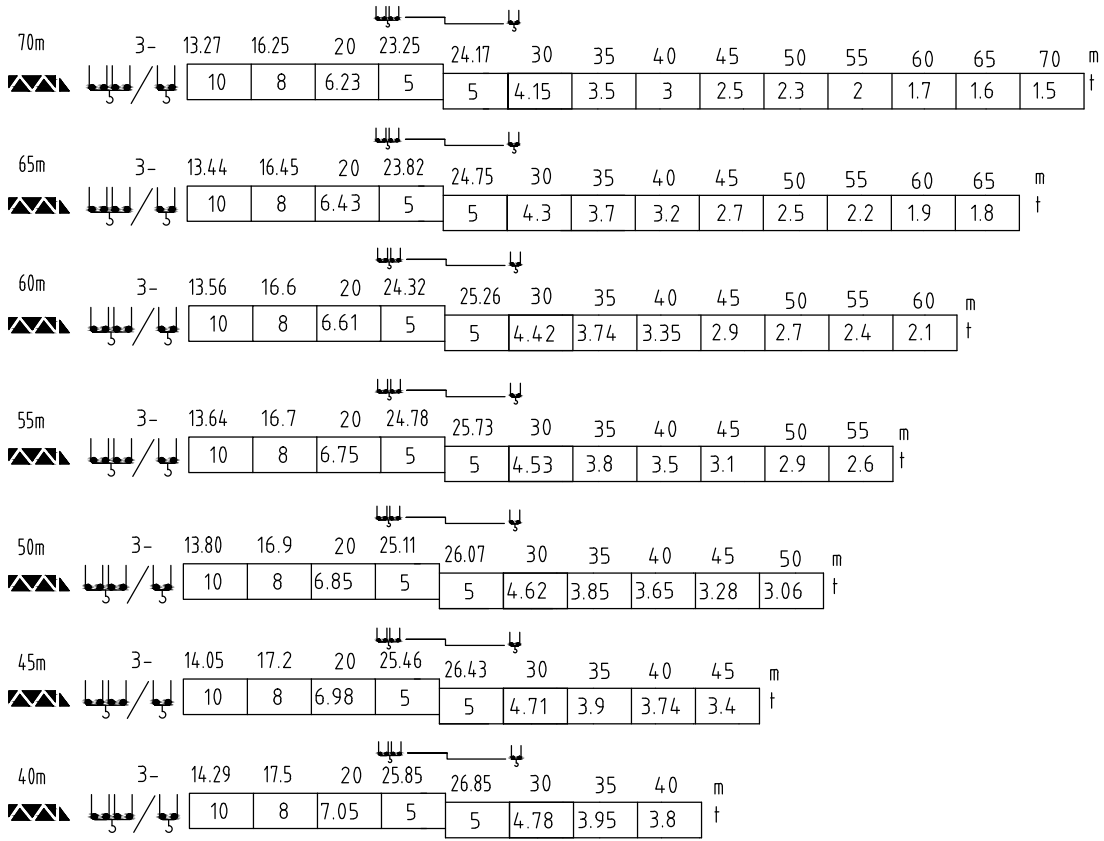 70m 3- 13.27 16.25 20 23.25 24.17 30 35 40 45 50 55 60 65 70 m
10 8 6.23 5 5 4.15 3.5 3 2.5 2.3 2 1.7 1.6 1.5 t
65m 3- 13.44 16.45 20 23.82 24.75 30 35 40 45 50 55 60 65 m
10 8 6.43 5 5 4.3 3.7 3.2 2.7 2.5 2.2 1.9 1.8 t
60m 3- 13.56 16.6 20 24.32 25.26 30 35 40 45 50 55 60 m
10 8 6.61 5 5 4.42 3.74 3.35 2.9 2.7 2.4 2.1 t
55m 3- 13.64 16.7 20 24.78 25.73 30 35 40 45 50 55 m
10 8 6.75 5 5 4.53 3.8 3.5 3.1 2.9 2.6 t
50m 3- 13.80 16.9 20 25.11 26.07 30 35 40 45 50 m
10 8 6.85 5 5 4.62 3.85 3.65 3.28 3.06 t
45m 3- 14.05 17.2 20 25.46 26.43 30 35 40 45 m
10 8 6.98 5 5 4.71 3.9 3.74 3.4 t
40m 3- 14.29 17.5 20 25.85 26.85 30 35 40 m
10 8 7.05 5 5 4.78 3.95 3.8 t